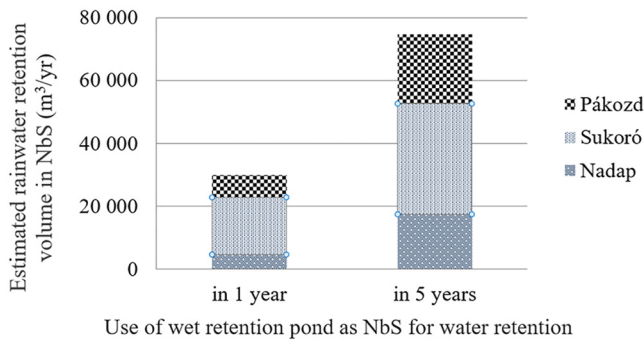 Estimated rainwater retention
volume in NbS (m³/yr)
80 000
60 000
40 000
20 000
0
in 1 year
in 5 years
Pákozd
Sukoró
Nadap
Use of wet retention pond as NbS for water retention